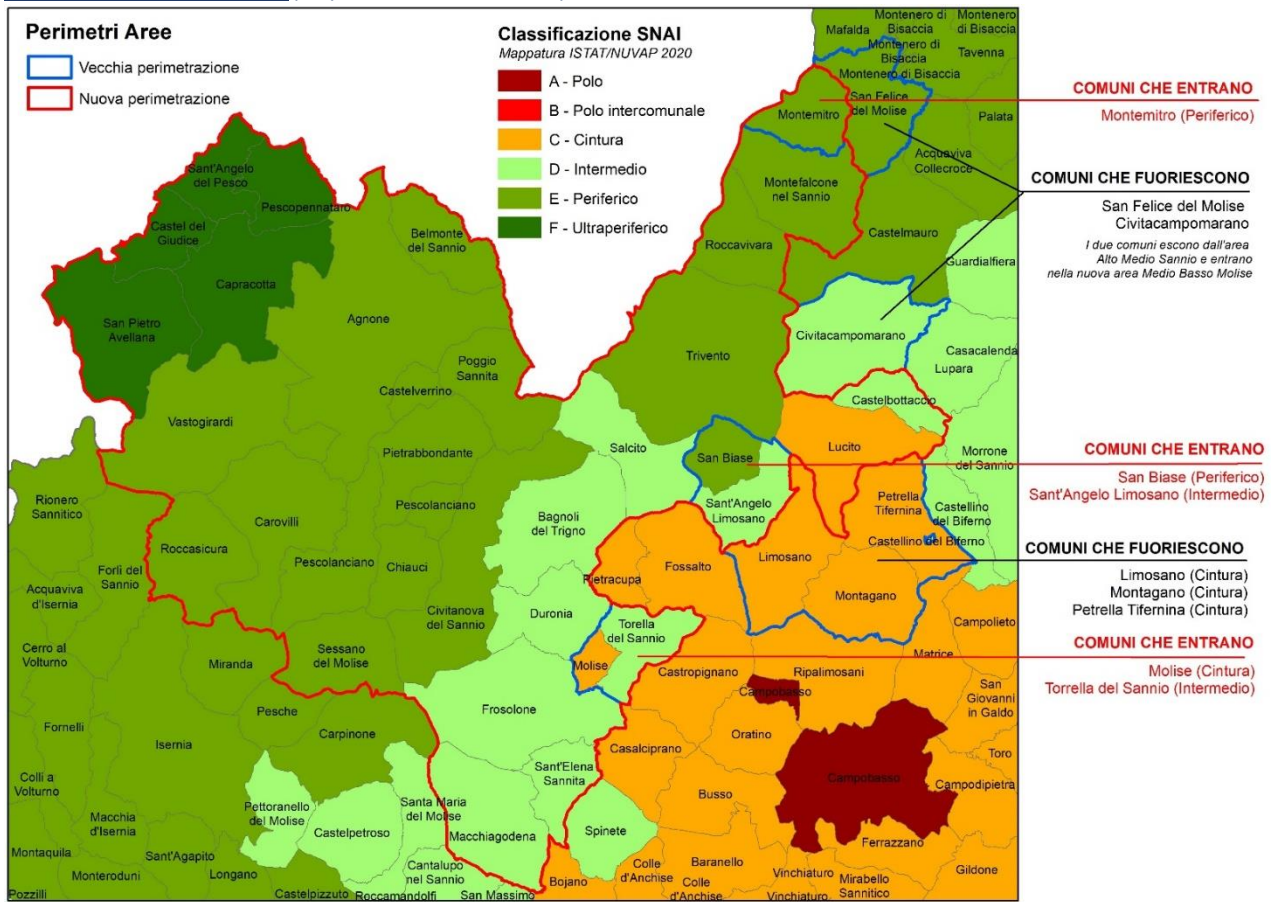 Perimetri Aree
Vecchia perimetrazione
Nuova perimetrazione
Classificazione SNAI
Mappatura ISTAT/NUVAP 2020
A - Polo
B - Polo intercomunale
C - Cintura
D - Intermedio
E - Periferico
F - Ultraperiferico
Montenero di
Bisaccia
Montenero
di Bisaccia
Mafalda
Montenero di
Bisaccia
Tavenna
Montenero di Bisaccia
San Felice
del Molise
Montemitro
Palata
Acquaviva
Collecroce
Montefalcone
nel Sannio
Roccavivara
Castelmauro
Guardialfiera
Sant'Angelo
del Pesco
Pescopennataro
Castel del
Giudice
Belmonte
del Sannio
Capracotta
San Pietro
Avellana
Agnone
Civitacampomarano
Trivento
Casacalenda
Lupara
Poggio
Sannita
Castelverrino
Castelbottaccio
Vastogirardi
Lucito
Salcito
Pietrabbondante
San Biase
Morrone
del Sannio
Rionero
Sannitico
Pescolanciano
Petrella
Tifernina
Sant'Angelo
Limosano
Castellino
del Biferno
Carovilli
Bagnoli
del Trigno
Castellino del Biferno
Roccasicura
Limosano
Pescolanciano
Chiauci
Fossalto
Forlì del
Sannio
Pietracupa
Acquaviva
d'Isernia
Montagano
Civitanova
del Sannio
Duronia
Torella
del Sannio
Campolieto
Cerro al
Volturno
Sessano
del Molise
Miranda
Molise
Matrice
Castropignano
Ripalimosani
San
Giovanni
in Galdo
Campobasso
Pesche
Frosolone
Fornelli
Carpinone
Oratino
Isernia
Casalciprano
Toro
Sant'Elena
Sannita
Colli a
Volturno
Campobasso
Campodipietra
Busso
Pettoranello
del Molise
Santa Maria
del Molise
Macchia
d'Isernia
Castelpetroso
Macchiagodena
Spinete
Ferrazzano
Montaquila
Sant'Agapito
Cantalupo
nel Sannio
Colle
d'Anchise
Baranello
Monteroduni
Longano
Vinchiaturo
Gildone
Bojano
Mirabello
Sannitico
Pozzilli
Castelpizzuto
Roccamandolfi
San Massimo
Colle
d'Anchise
Vinchiaturo
COMUNI CHE ENTRANO
Montemitro (Periferico)
COMUNI CHE FUORIESCONO
San Felice del Molise
Civitacampomarano
I due comuni escono dall'area
Alto Medio Sannio e entrano
nella nuova area Medio Basso Molise
COMUNI CHE ENTRANO
San Biase (Periferico)
Sant'Angelo Limosano (Intermedio)
COMUNI CHE FUORIESCONO
Limosano (Cintura)
Montagano (Cintura)
Petrella Tifernina (Cintura)
COMUNI CHE ENTRANO
Molise (Cintura)
Torrella del Sannio (Intermedio)